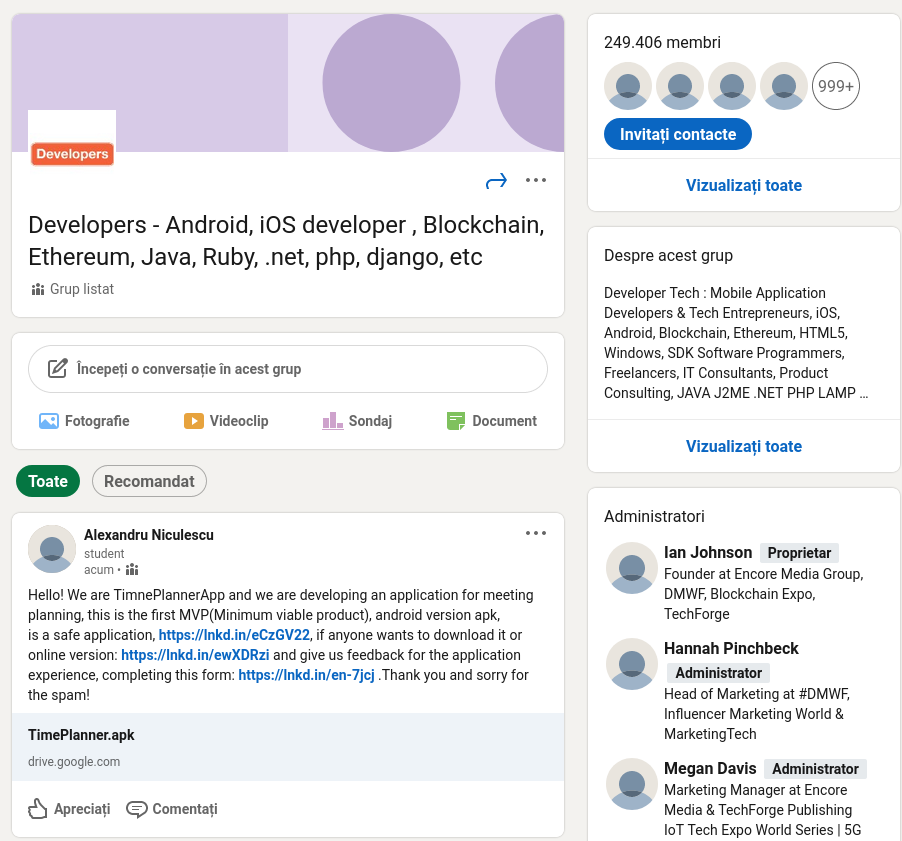 Developers
Developers - Android, iOS developer , Blockchain,
Ethereum, Java, Ruby, .net, php, django, etc
Grup listat
Începeți o conversație în acest grup
Fotografie
Videoclip
Sondaj
Document
Toate
Recomandat
Alexandru Niculescu
student
acum •
Hello! We are TimnePlannerApp and we are developing an application for meeting
planning, this is the first MVP(Minimum viable product), android version apk,
is a safe application, https://lnkd.in/eCzGV22, if anyone wants to download it or
online version: https://lnkd.in/ewXDRzi and give us feedback for the application
experience, completing this form: https://lnkd.in/en-7jcj .Thank you and sorry for
the spam!
TimePlanner.apk
drive.google.com
Apreciați
Comentați
249.406 membri
999+
Invitați contacte
Vizualizați toate
Despre acest grup
Developer Tech : Mobile Application
Developers & Tech Entrepreneurs, iOS,
Android, Blockchain, Ethereum, HTML5,
Windows, SDK Software Programmers,
Freelancers, IT Consultants, Product
Consulting, JAVA J2ME .NET PHP LAMP ...
Vizualizați toate
Administratori
Ian Johnson Proprietar
Founder at Encore Media Group,
DMWF, Blockchain Expo,
TechForge
Hannah Pinchbeck
Administrator
Head of Marketing at #DMWF,
Influencer Marketing World &
MarketingTech
Megan Davis Administrator
Marketing Manager at Encore
Media & TechForge Publishing
IoT Tech Expo World Series | 5G